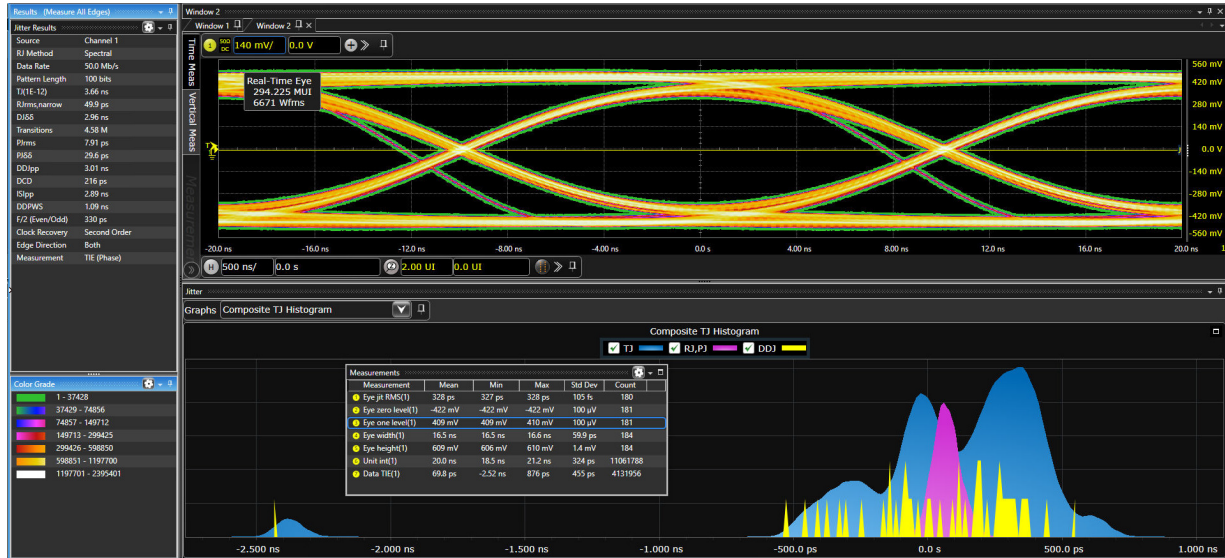 Results (Measure All Edges)
Jitter Results
Source Channel 1
RJ Method Spectral
Data Rate 50.0 Mb/s
Pattern Length 100 bits
TJ(1E-12) 3.66 ns
RJrms,narrow 49.9 ps
DJδδ 2.96 ns
Transitions 4.58 M
PJrms 7.91 ps
PJδδ 29.6 ps
DDJpp 3.01 ns
DCD 216 ps
ISIpp 2.89 ns
DDPWS 1.09 ns
F/2 (Even/Odd) 330 ps
Clock Recovery Second Order
Edge Direction Both
Measurement TIE (Phase)
Color Grade
1 - 37428
37429 - 74856
74857 - 149712
149713 - 299425
299426 - 598850
598851 - 1197700
1197701 - 2395401
Window 2
Window 1 Window 2
Time Meas
Vertical Meas
Measurements
1 50Ω DC 140 mV/ 0.0 V
Real-Time Eye
294.225 MUI
6671 Wfms
560 mV
420 mV
280 mV
140 mV
0.0 V
-140 mV
-280 mV
-420 mV
-560 mV
-20.0 ns -16.0 ns -12.0 ns -8.00 ns -4.00 ns 0.0 s 4.00 ns 8.00 ns 12.0 ns 16.0 ns 20.0 ns
H 500 ns/ 0.0 s 2.00 UI 0.0 UI
Jitter
Graphs Composite TJ Histogram
Composite TJ Histogram
TJ RJ,PJ DDJ
Measurements
Measurement Mean Min Max Std Dev Count
1 Eye jit RMS(1) 328 ps 327 ps 328 ps 105 fs 180
2 Eye zero level(1) -422 mV -422 mV -422 mV 100 µV 181
3 Eye one level(1) 409 mV 409 mV 410 mV 100 µV 181
4 Eye width(1) 16.5 ns 16.5 ns 16.6 ns 59.9 ps 184
5 Eye height(1) 609 mV 606 mV 610 mV 1.4 mV 184
6 Unit int(1) 20.0 ns 18.5 ns 21.2 ns 324 ps 11061788
7 Data TIE(1) 69.8 ps -2.52 ns 876 ps 455 ps 4131956
-2.500 ns -2.000 ns -1.500 ns -1.000 ns -500.0 ps 0.0 s 500.0 ps 1.000 ns